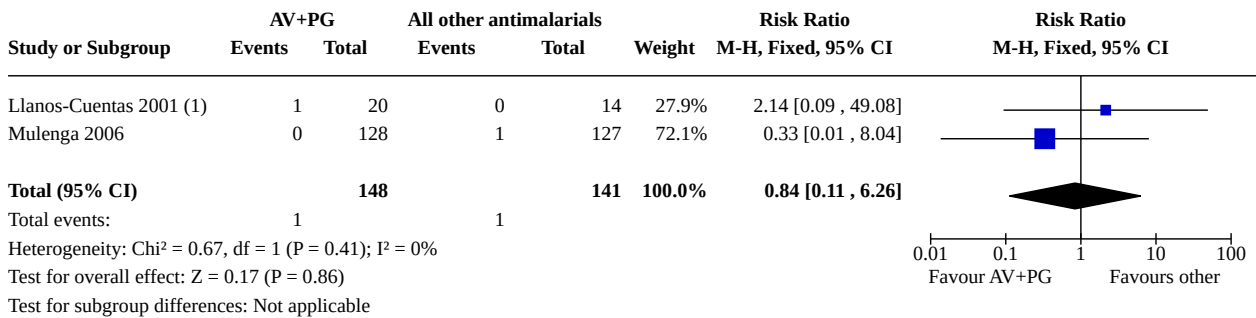 AV+PG All other antimalarials Risk Ratio Risk Ratio
Study or Subgroup Events Total Events Total Weight M-H, Fixed, 95% CI M-H, Fixed, 95% CI
Llanos-Cuentas 2001 (1) 1 20 0 14 27.9% 2.14 [0.09 , 49.08]
Mulenga 2006 0 128 1 127 72.1% 0.33 [0.01 , 8.04]
Total (95% CI) 148 141 100.0% 0.84 [0.11 , 6.26]
Total events: 1 1
Heterogeneity: Chi² = 0.67, df = 1 (P = 0.41); I² = 0%
0.01 0.1 1 10 100
Test for overall effect: Z = 0.17 (P = 0.86)
Favour AV+PG Favours other
Test for subgroup differences: Not applicable